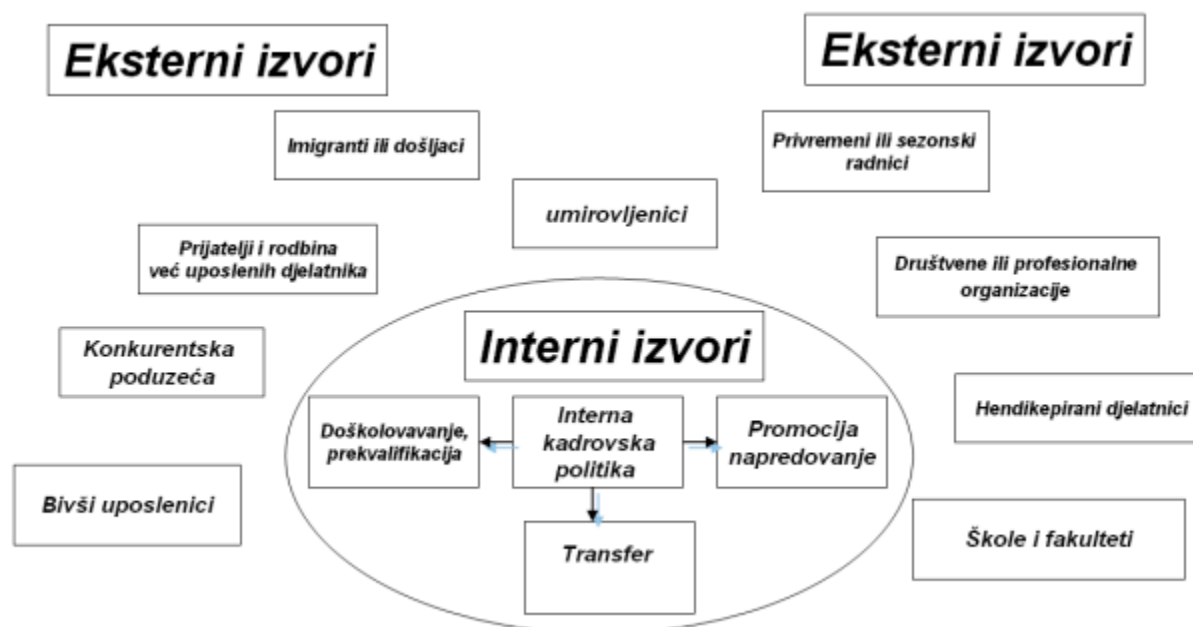 Eksterni izvori
Eksterni izvori
Imigranti ili došljaci
Privremeni ili sezonski
radnici
umirovljenici
Prijatelji i rodbina
već uposlenih djelatnika
Društvene ili profesionalne
organizacije
Konkurentska
poduzeća
Interni izvori
Hendikepirani djelatnici
Doškolovavanje,
prekvalifikacija
Interna
kadrovska
politika
Promocija
napredovanje
Bivši uposlenici
Škole i fakulteti
Transfer